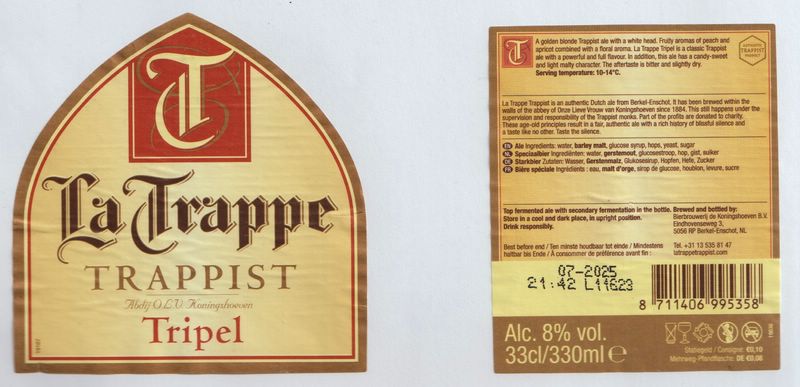 T
La Trappe
TRAPPIST
Abdij O.L.V. Koningshoeven
Tripel
T
A golden blonde Trappist ale with a white head. Fruity aromas of peach and
apricot combined with a floral aroma. La Trappe Tripel is a classic Trappist
ale with a powerful and full flavour. In addition, this ale has a candy-sweet
and light malty character. The aftertaste is bitter and slightly dry.
Serving temperature: 10-14°C.
AUTHENTIC
TRAPPIST
PRODUCT
La Trappe Trappist is an authentic Dutch ale from Berkel-Enschot. It has been brewed within the
walls of the abbey of Onze Lieve Vrouw van Koningshoeven since 1884. This still happens under the
supervision and responsibility of the Trappist monks. Part of the profits are donated to charity.
These age-old principles result in a fair, authentic ale with a rich history of blissful silence and
a taste like no other. Taste the silence.
EN Ale Ingredients: water, barley malt, glucose syrup, hops, yeast, sugar
NL Speciaalbier Ingrediënten: water, gerstemout, glucosestroop, hop, gist, suiker
DE Starkbier Zutaten: Wasser, Gerstenmalz, Glukosesirup, Hopfen, Hefe, Zucker
FR Bière spéciale Ingrédients : eau, malt d'orge, sirop de glucose, houblon, levure, sucre
Top fermented ale with secondary fermentation in the bottle.
Store in a cool and dark place, in upright position.
Drink responsibly.
Brewed and bottled by:
Bierbrouwerij de Koningshoeven B.V.
Eindhovenseweg 3,
5056 RP Berkel-Enschot, NL
Best before end / Ten minste houdbaar tot einde / Mindestens
haltbar bis Ende / À consommer de préférence avant fin :
Tel. +31 13 535 81 47
latrappetrappist.com
07-2025
21:42 L11623
8 711406 995358
Alc. 8% vol.
33cl/330ml e
Statiegeld / Consigne: €0,10
Mehrweg-Pfandflasche: DE €0,08